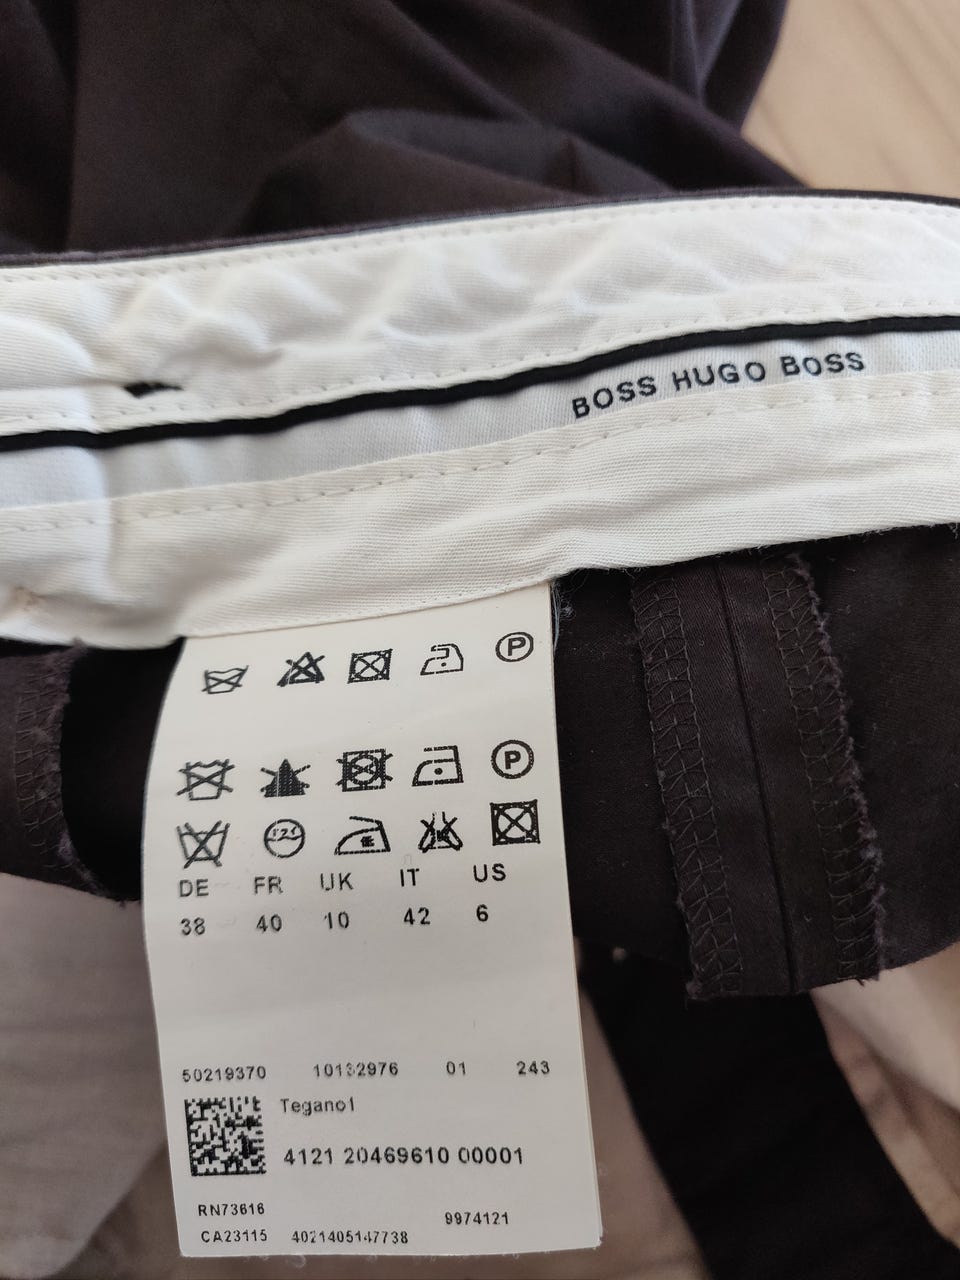 BOSS HUGO BOSS
P
P
DE FR UK IT US
38 40 10 42 6
50219370 10132976 01 243
Tegano1
4121 20469610 00001
RN73616 9974121
CA23115 4021405147738